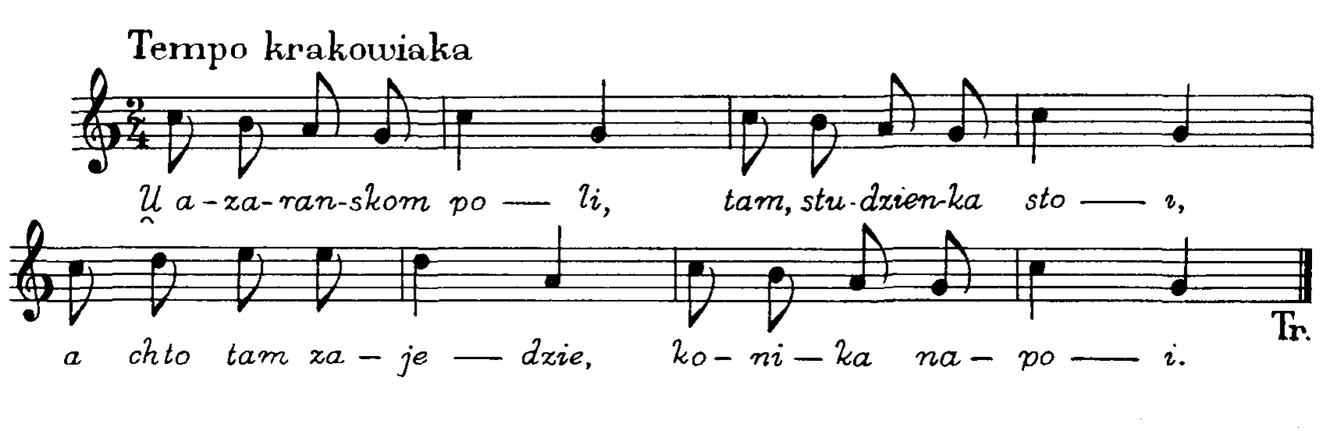 Tempo krakowiaka
U̯ a-za-ran-skom po — li, tam, stu-dzien-ka sto — i,
a chto tam za — je — dzie, ko — ni — ka na — po — i.
Tr.